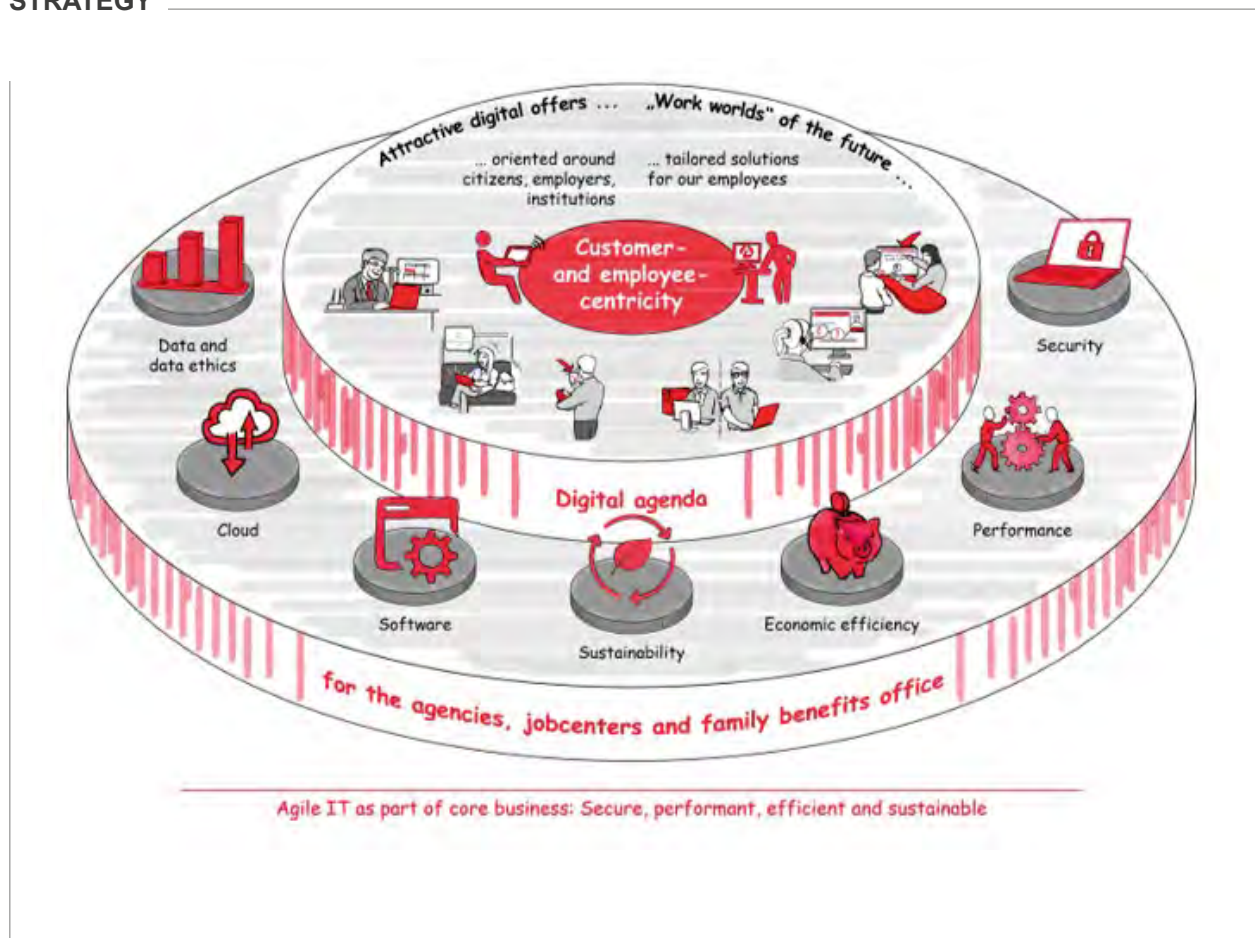 STRATEGY
Attractive digital offers ...
„Work worlds“ of the future ...
... oriented around
citizens, employers,
institutions
... tailored solutions
for our employees
Customer-
and employee-
centricity
Data and
data ethics
Security
Cloud
Digital agenda
Performance
Software
Economic efficiency
Sustainability
for the agencies, jobcenters and family benefits office
Agile IT as part of core business: Secure, performant, efficient and sustainable